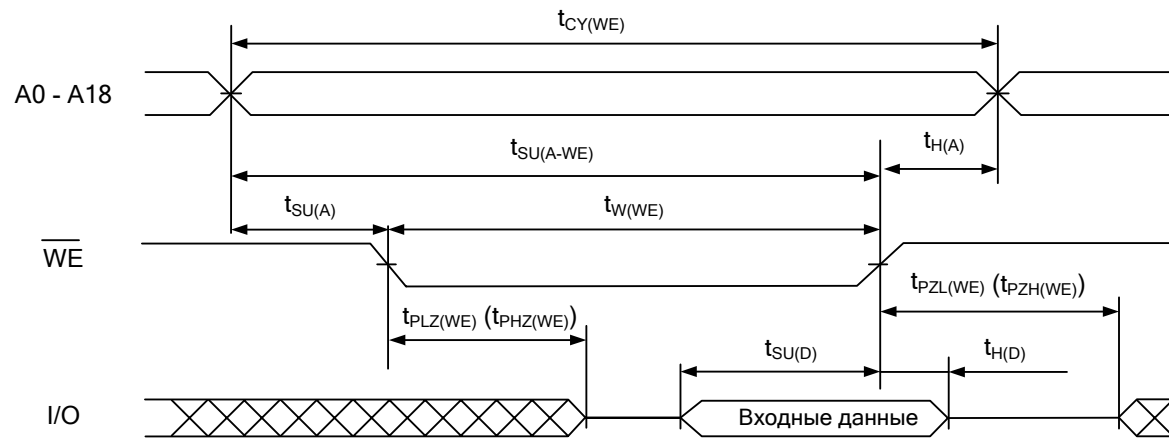 tCY(WE)
A0 - A18
tSU(A-WE)
tH(A)
tSU(A)
tW(WE)
WE
tPZL(WE) (tPZH(WE))
tPLZ(WE) (tPHZ(WE))
tSU(D)
tH(D)
I/O
Входные данные